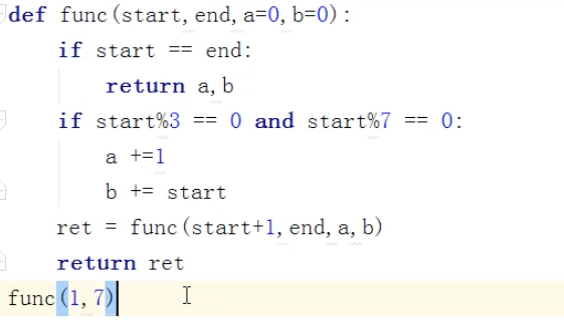 def func(start, end, a=0, b=0):
    if start == end:
        return a,b
    if start%3 == 0 and start%7 == 0:
        a +=1
        b += start
    ret = func(start+1, end, a, b)
    return ret
func(1, 7)